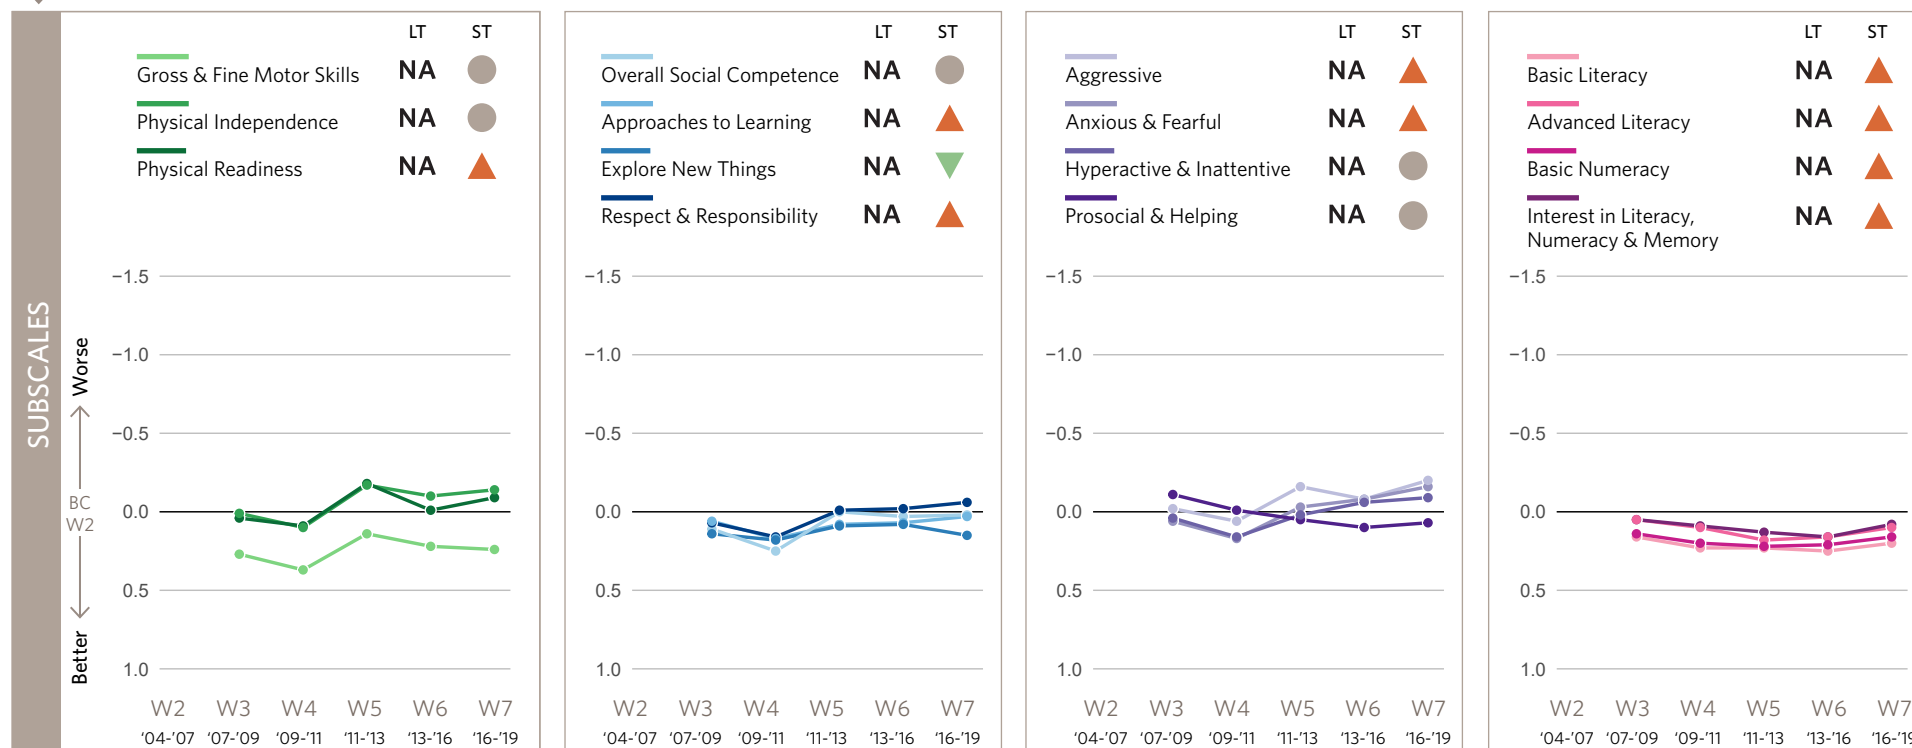 SUBSCALES
Worse
BC
W2
Better
LT ST
Gross & Fine Motor Skills NA
Physical Independence NA
Physical Readiness NA
−1.5
−1.0
−0.5
0.0
0.5
1.0
W2 W3 W4 W5 W6 W7
‘04-’07 ‘07-’09 ‘09-’11 ‘11-’13 ‘13-’16 ‘16-’19
LT ST
Overall Social Competence NA
Approaches to Learning NA
Explore New Things NA
Respect & Responsibility NA
−1.5
−1.0
−0.5
0.0
0.5
1.0
W2 W3 W4 W5 W6 W7
‘04-’07 ‘07-’09 ‘09-’11 ‘11-’13 ‘13-’16 ‘16-’19
LT ST
Aggressive NA
Anxious & Fearful NA
Hyperactive & Inattentive NA
Prosocial & Helping NA
−1.5
−1.0
−0.5
0.0
0.5
1.0
W2 W3 W4 W5 W6 W7
‘04-’07 ‘07-’09 ‘09-’11 ‘11-’13 ‘13-’16 ‘16-’19
LT ST
Basic Literacy NA
Advanced Literacy NA
Basic Numeracy NA
Interest in Literacy, NA
Numeracy & Memory
−1.5
−1.0
−0.5
0.0
0.5
1.0
W2 W3 W4 W5 W6 W7
‘04-’07 ‘07-’09 ‘09-’11 ‘11-’13 ‘13-’16 ‘16-’19